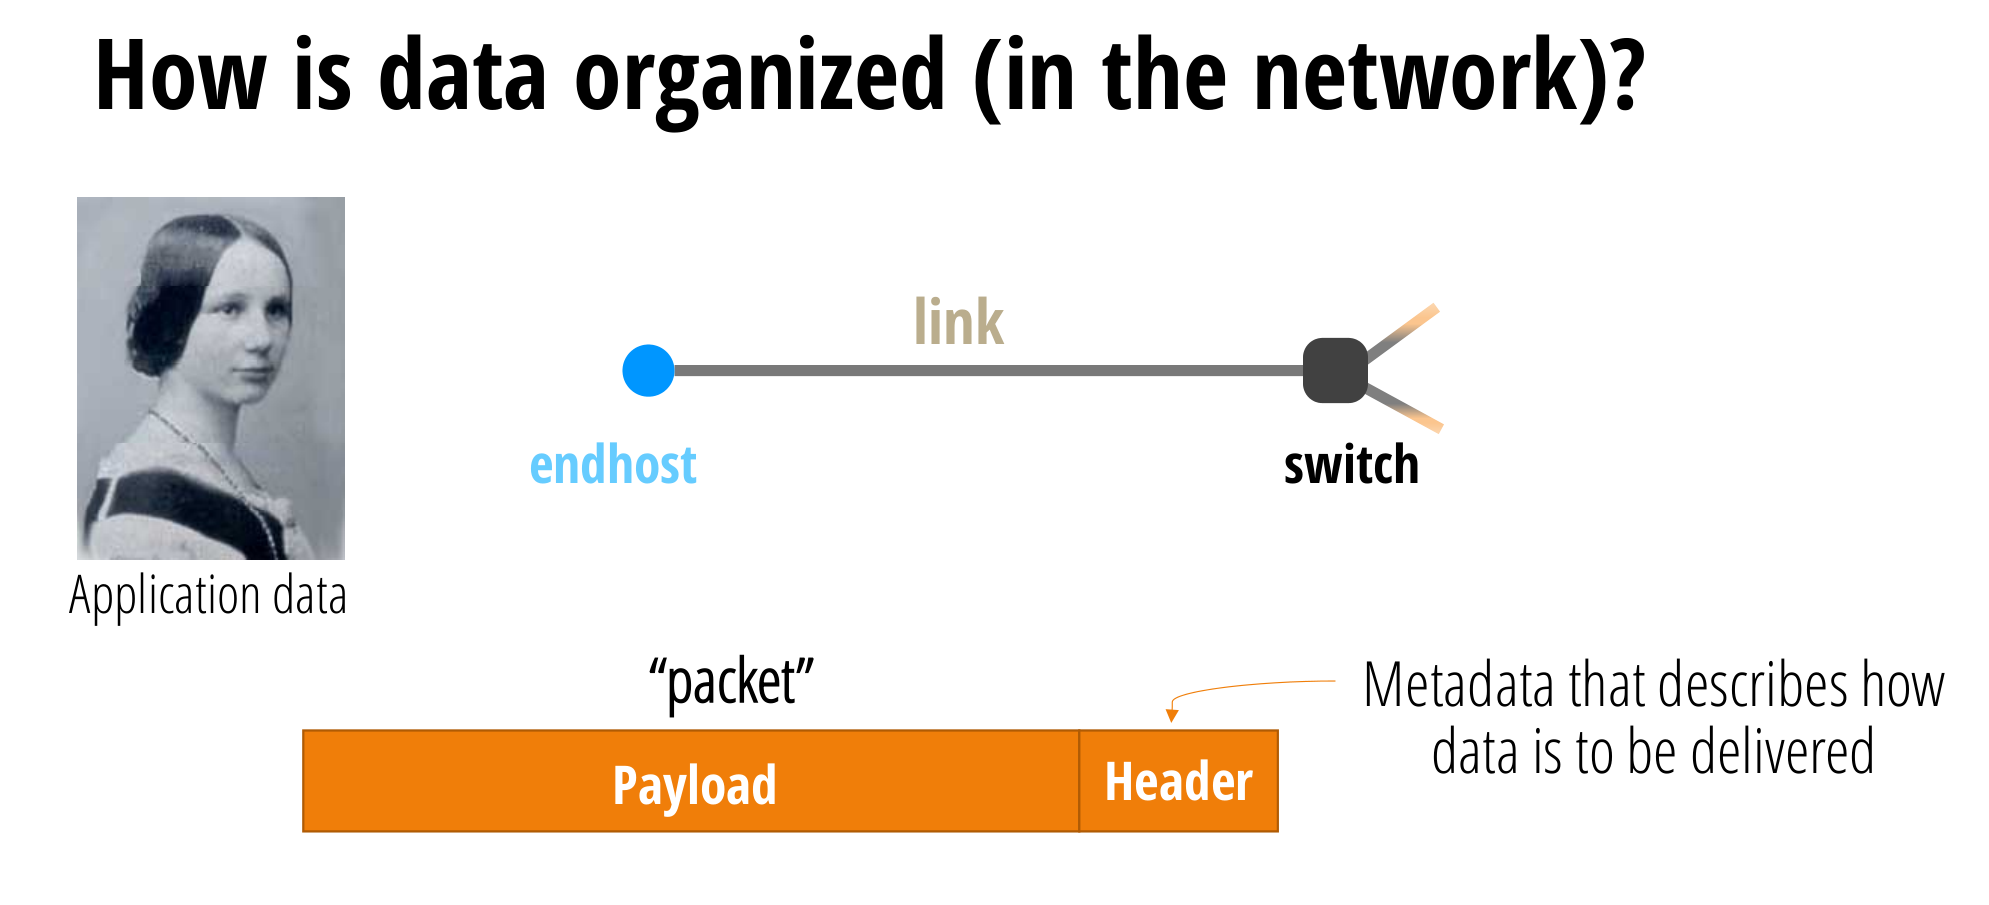 How is data organized (in the network)?
link
endhost
switch
Application data
“packet”
Metadata that describes how
data is to be delivered
Payload
Header